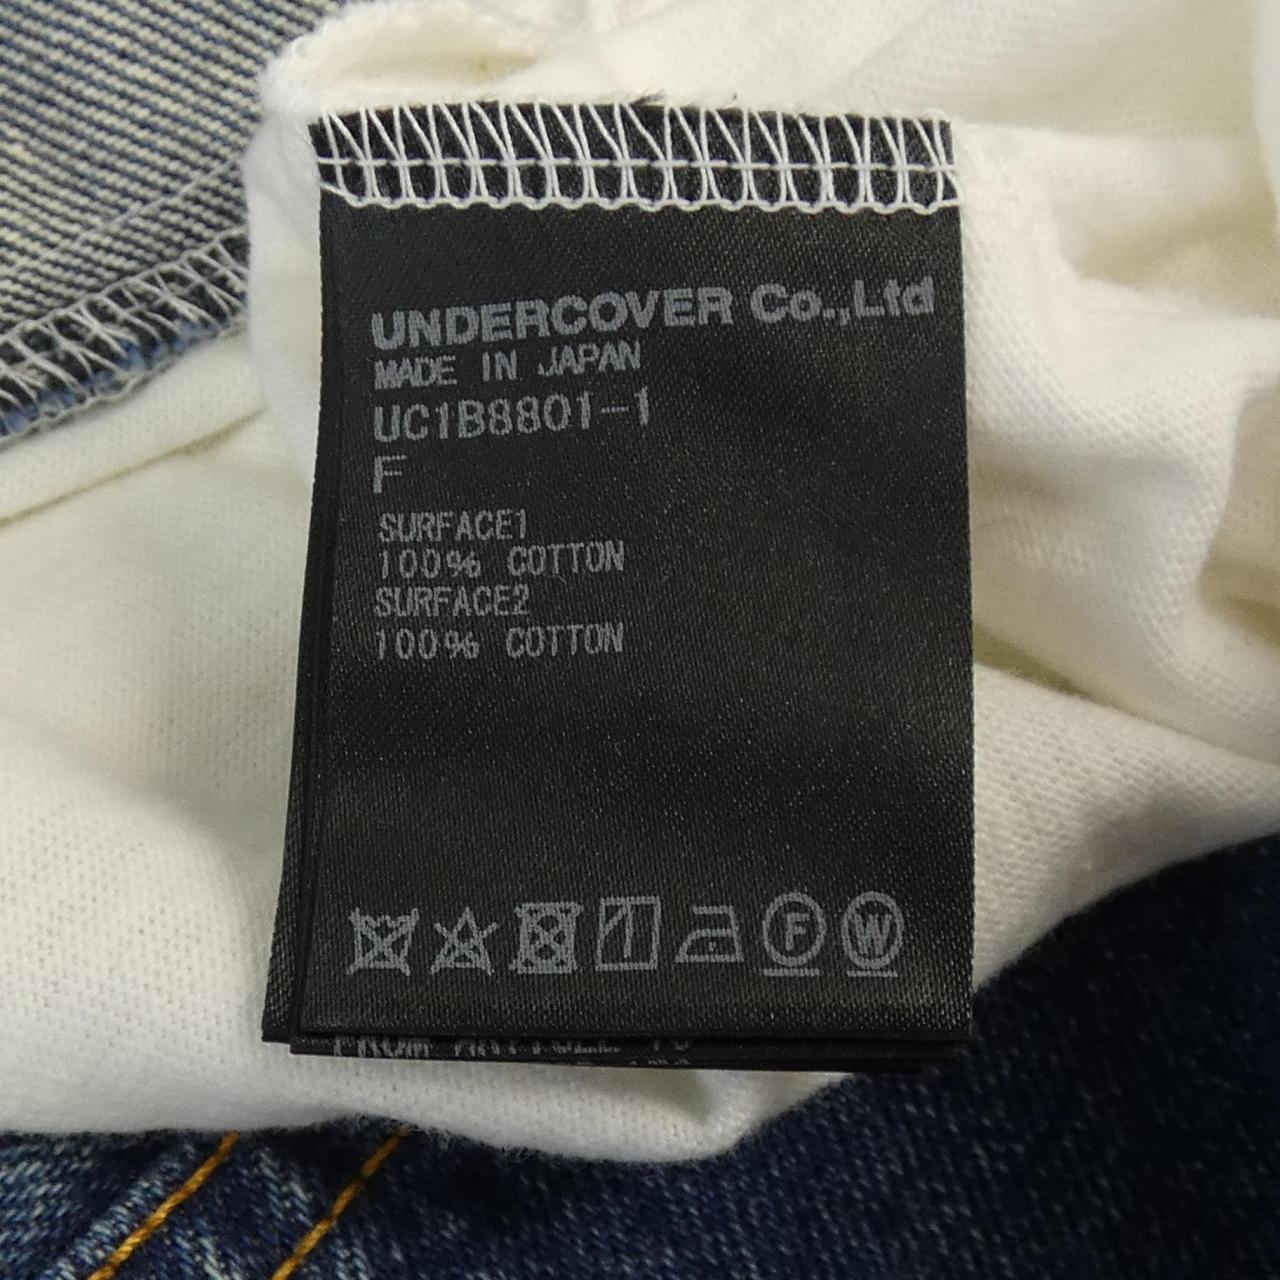 UNDERCOVER Co.,Ltd
MADE IN JAPAN
UC1B8801-1
F
SURFACE1
100% COTTON
SURFACE2
100% COTTON
F W